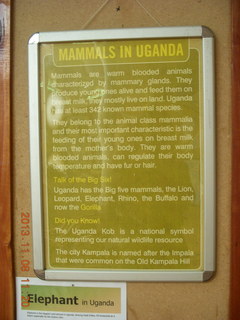 MAMMALS IN UGANDA
Mammals are warm blooded animals
characterized by mammary glands. They
produce young ones alive and feed them on
breast milk, they mostly live on land. Uganda
has at least 342 known mammal species.
They belong to the animal class mammalia
and their most important characteristic is the
feeding of their young ones on breast milk
from the mother's body. They are warm
blooded animals, can regulate their body
temperature and have fur or hair.
Talk of the Big Six!
Uganda has the Big five mammals, the Lion,
Leopard, Elephant, Rhino, the Buffalo and
now the Gorilla
Did you Know!
The Uganda Kob is a national symbol
representing our natural wildlife resource
The city Kampala is named after the Impala
that were common on the Old Kampala Hill
Elephant in Uganda